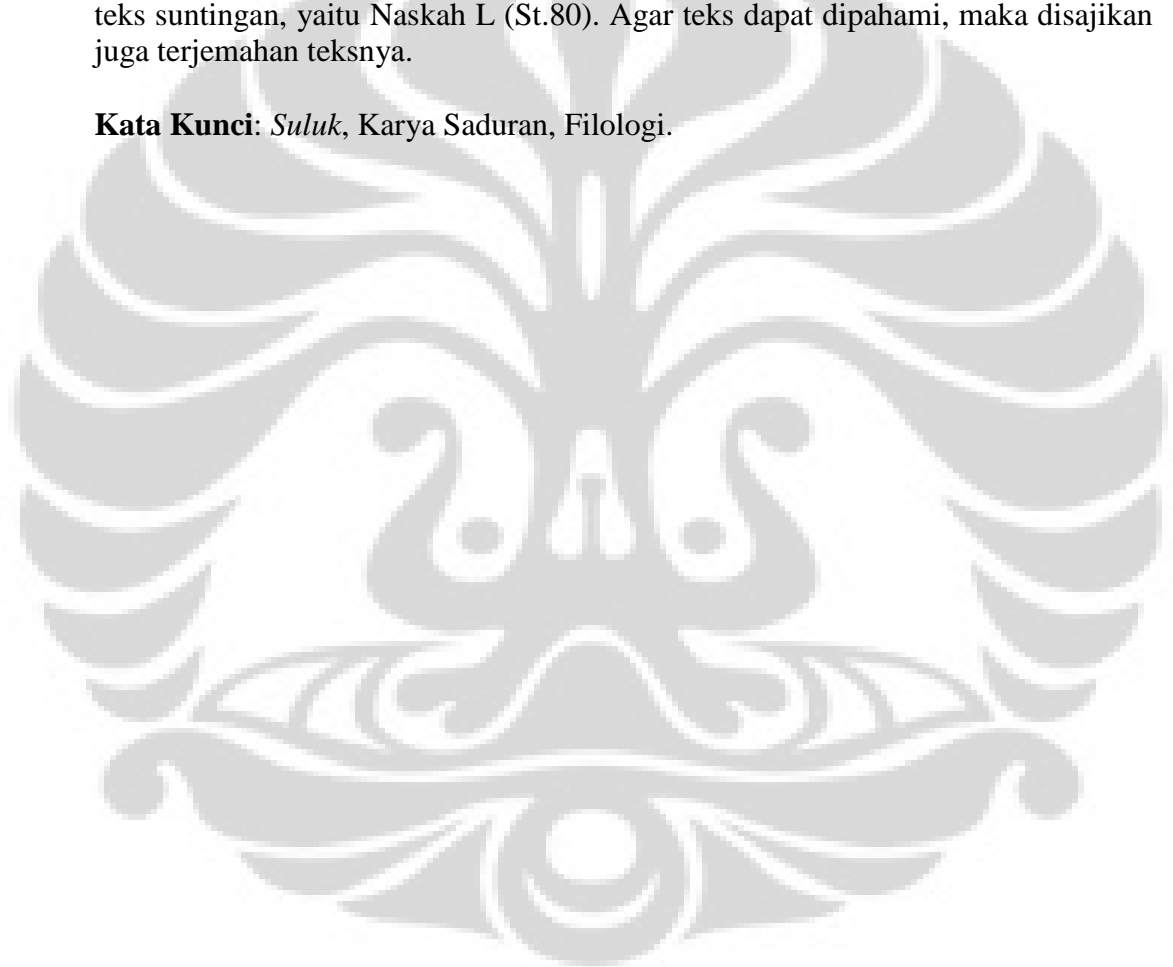 teks suntingan, yaitu Naskah L (St.80). Agar teks dapat dipahami, maka disajikan
juga terjemahan teksnya.
Kata Kunci: Suluk, Karya Saduran, Filologi.